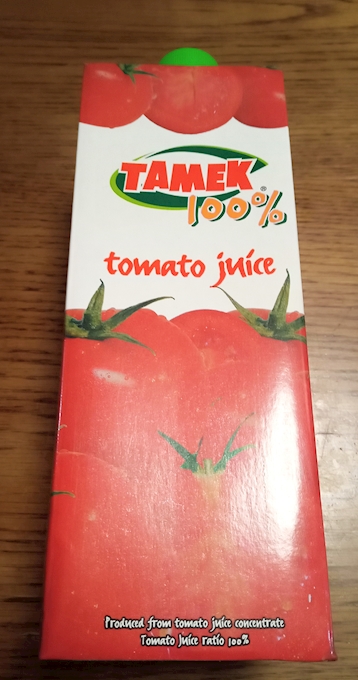 TAMEK®
100%
tomato juice
Produced from tomato juice concentrate
Tomato Juice ratio 100%